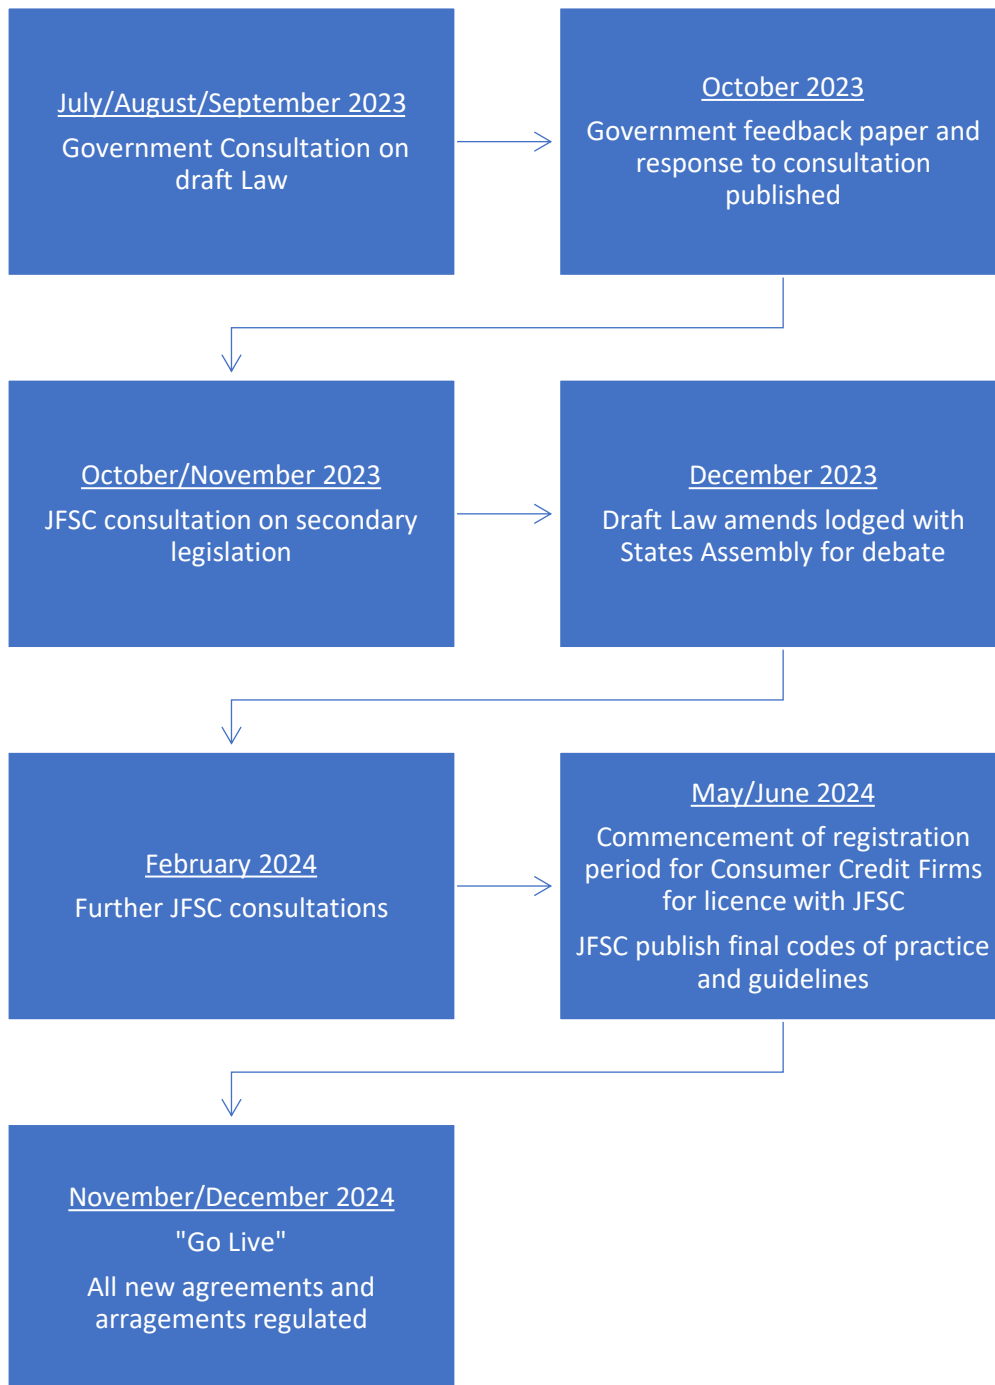 July/August/September 2023
Government Consultation on
draft Law
October 2023
Government feedback paper and
response to consultation
published
October/November 2023
JFSC consultation on secondary
legislation
December 2023
Draft Law amends lodged with
States Assembly for debate
February 2024
Further JFSC consultations
May/June 2024
Commencement of registration
period for Consumer Credit Firms
for licence with JFSC
JFSC publish final codes of practice
and guidelines
November/December 2024
"Go Live"
All new agreements and
arragements regulated